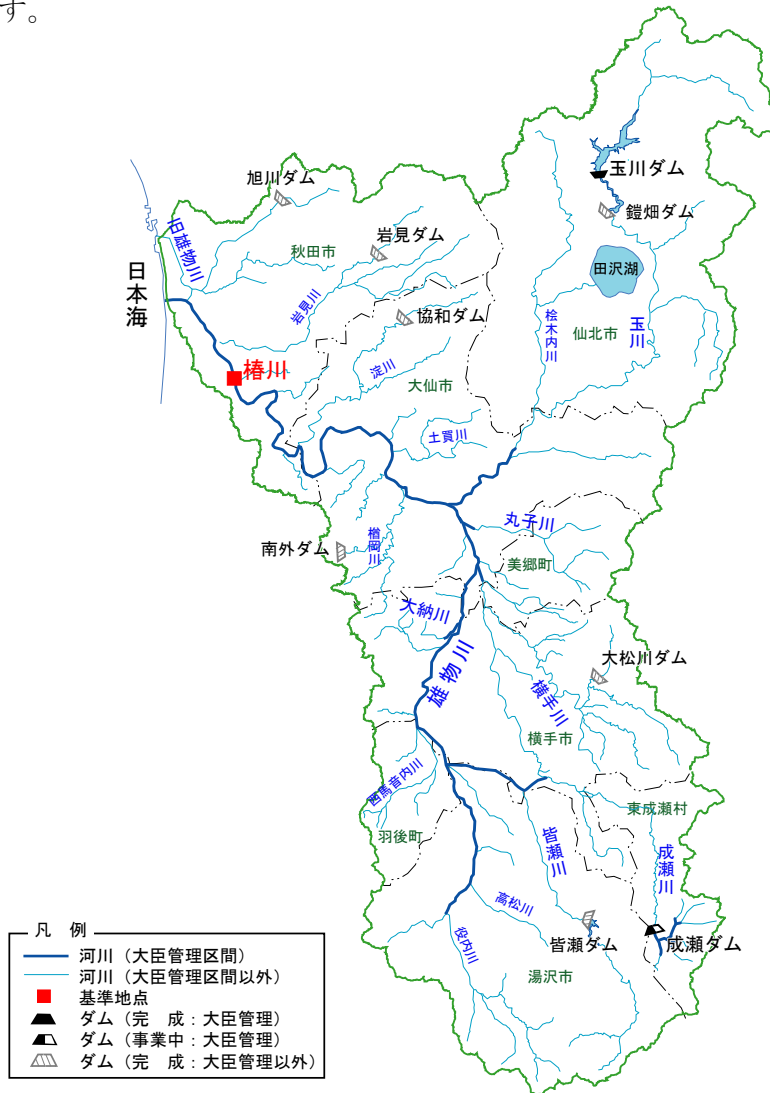 す。
玉川ダム
旭川ダム
鎧畑ダム
旧雄物川
岩見ダム
秋田市
日本海
田沢湖
岩見川
協和ダム
桧木内川
仙北市
玉川
椿川
淀川
大仙市
土買川
丸子川
南外ダム
楢岡川
美郷町
大納川
雄物川
大松川ダム
横手川
横手市
西馬音内川
東成瀬村
羽後町
皆瀬川
成瀬川
高松川
役内川
皆瀬ダム
成瀬ダム
湯沢市
凡 例
河川(大臣管理区間)
河川(大臣管理区間以外)
基準地点
ダム(完 成:大臣管理)
ダム(事業中:大臣管理)
ダム(完 成:大臣管理以外)